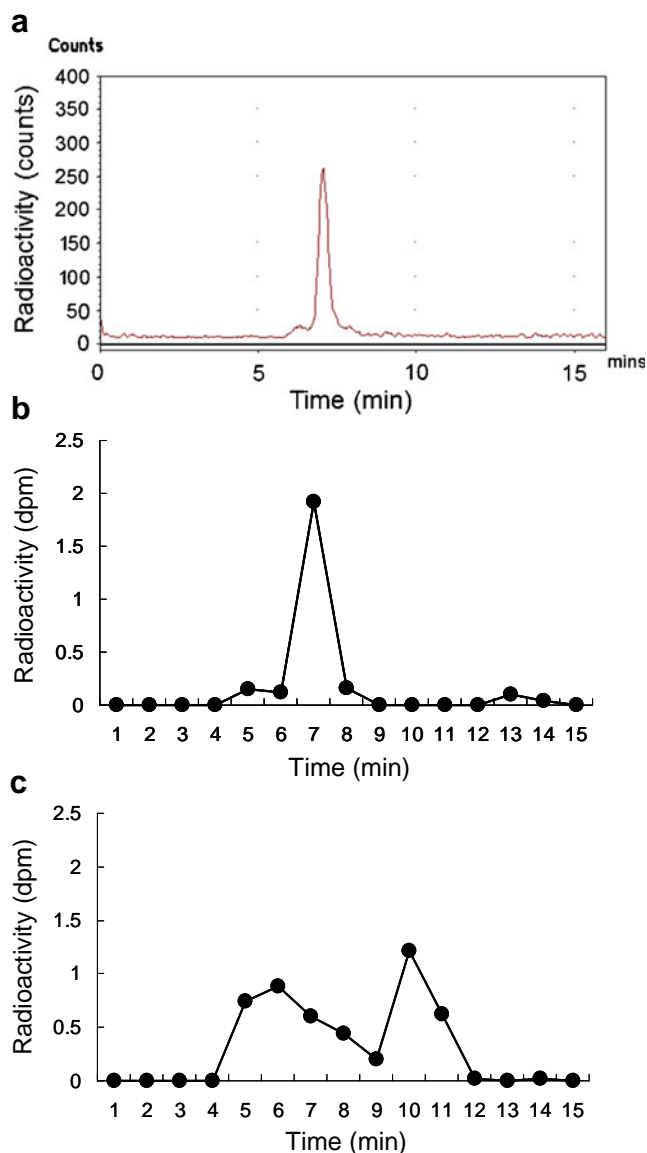 a
Counts
Radioactivity (counts)
400
350
300
250
200
150
100
50
0
0 5 10 15 mins
Time (min)
b
Radioactivity (dpm)
2.5
2
1.5
1
0.5
0
1 2 3 4 5 6 7 8 9 10 11 12 13 14 15
Time (min)
c
Radioactivity (dpm)
2.5
2
1.5
1
0.5
0
1 2 3 4 5 6 7 8 9 10 11 12 13 14 15
Time (min)